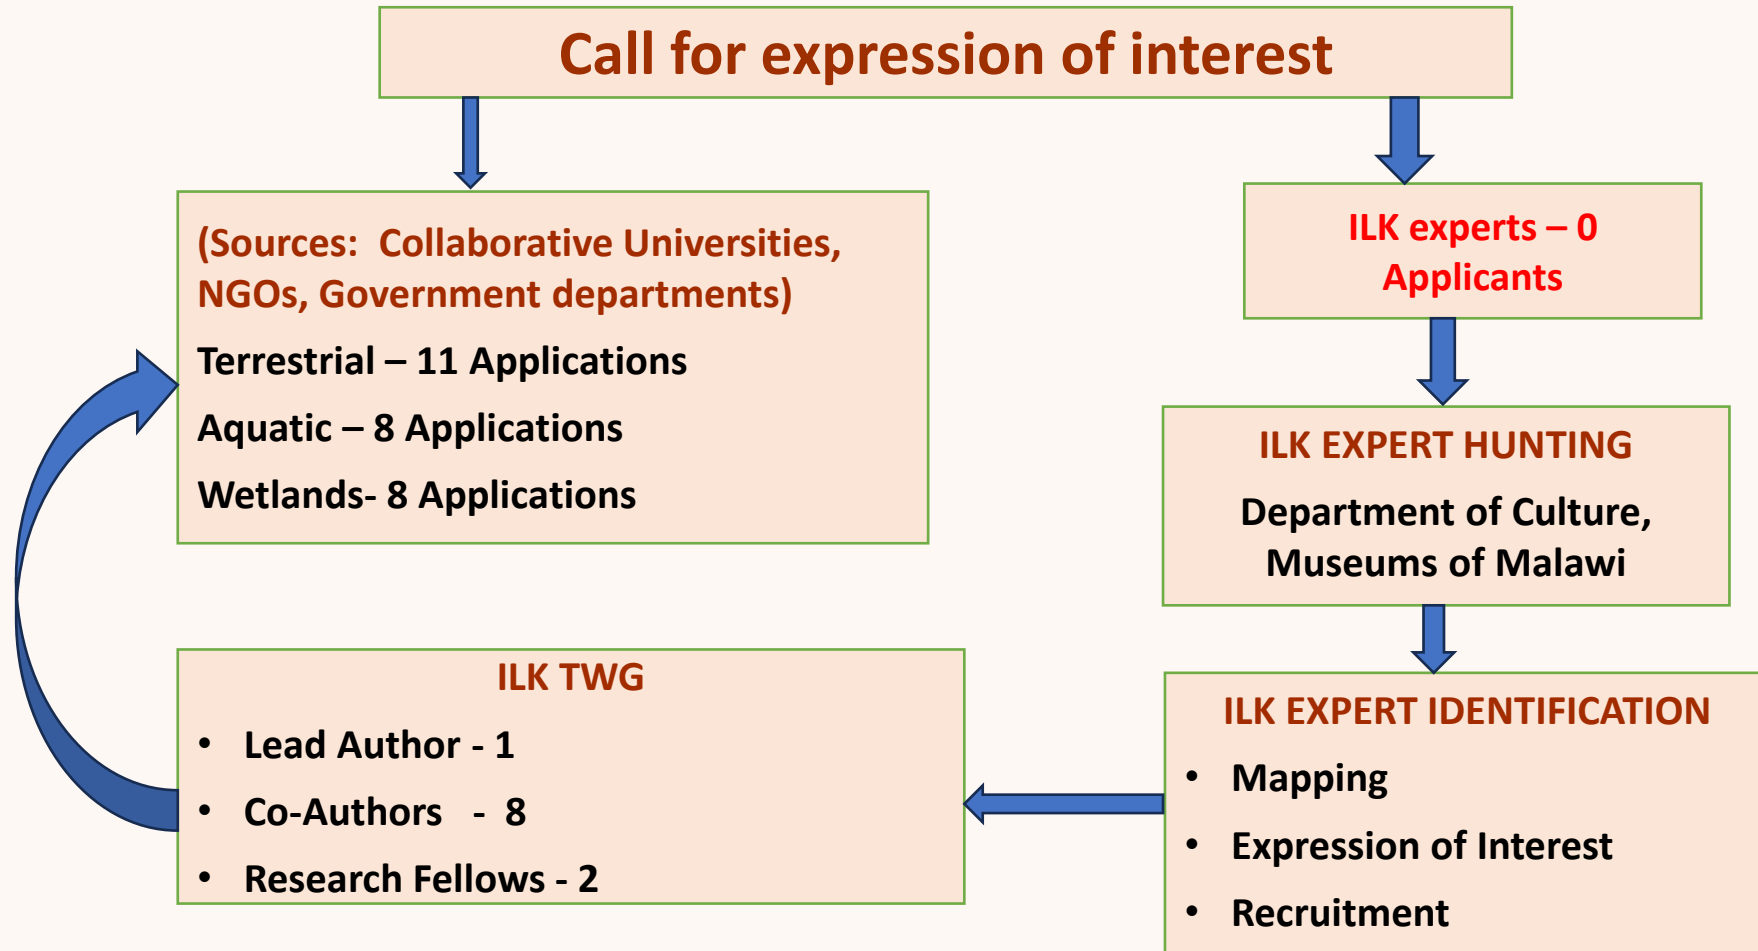 Call for expression of interest
(Sources: Collaborative Universities,
NGOs, Government departments)
Terrestrial – 11 Applications
Aquatic – 8 Applications
Wetlands- 8 Applications
ILK experts – 0
Applicants
ILK EXPERT HUNTING
Department of Culture,
Museums of Malawi
ILK EXPERT IDENTIFICATION
• Mapping
• Expression of Interest
• Recruitment
ILK TWG
• Lead Author - 1
• Co-Authors - 8
• Research Fellows - 2